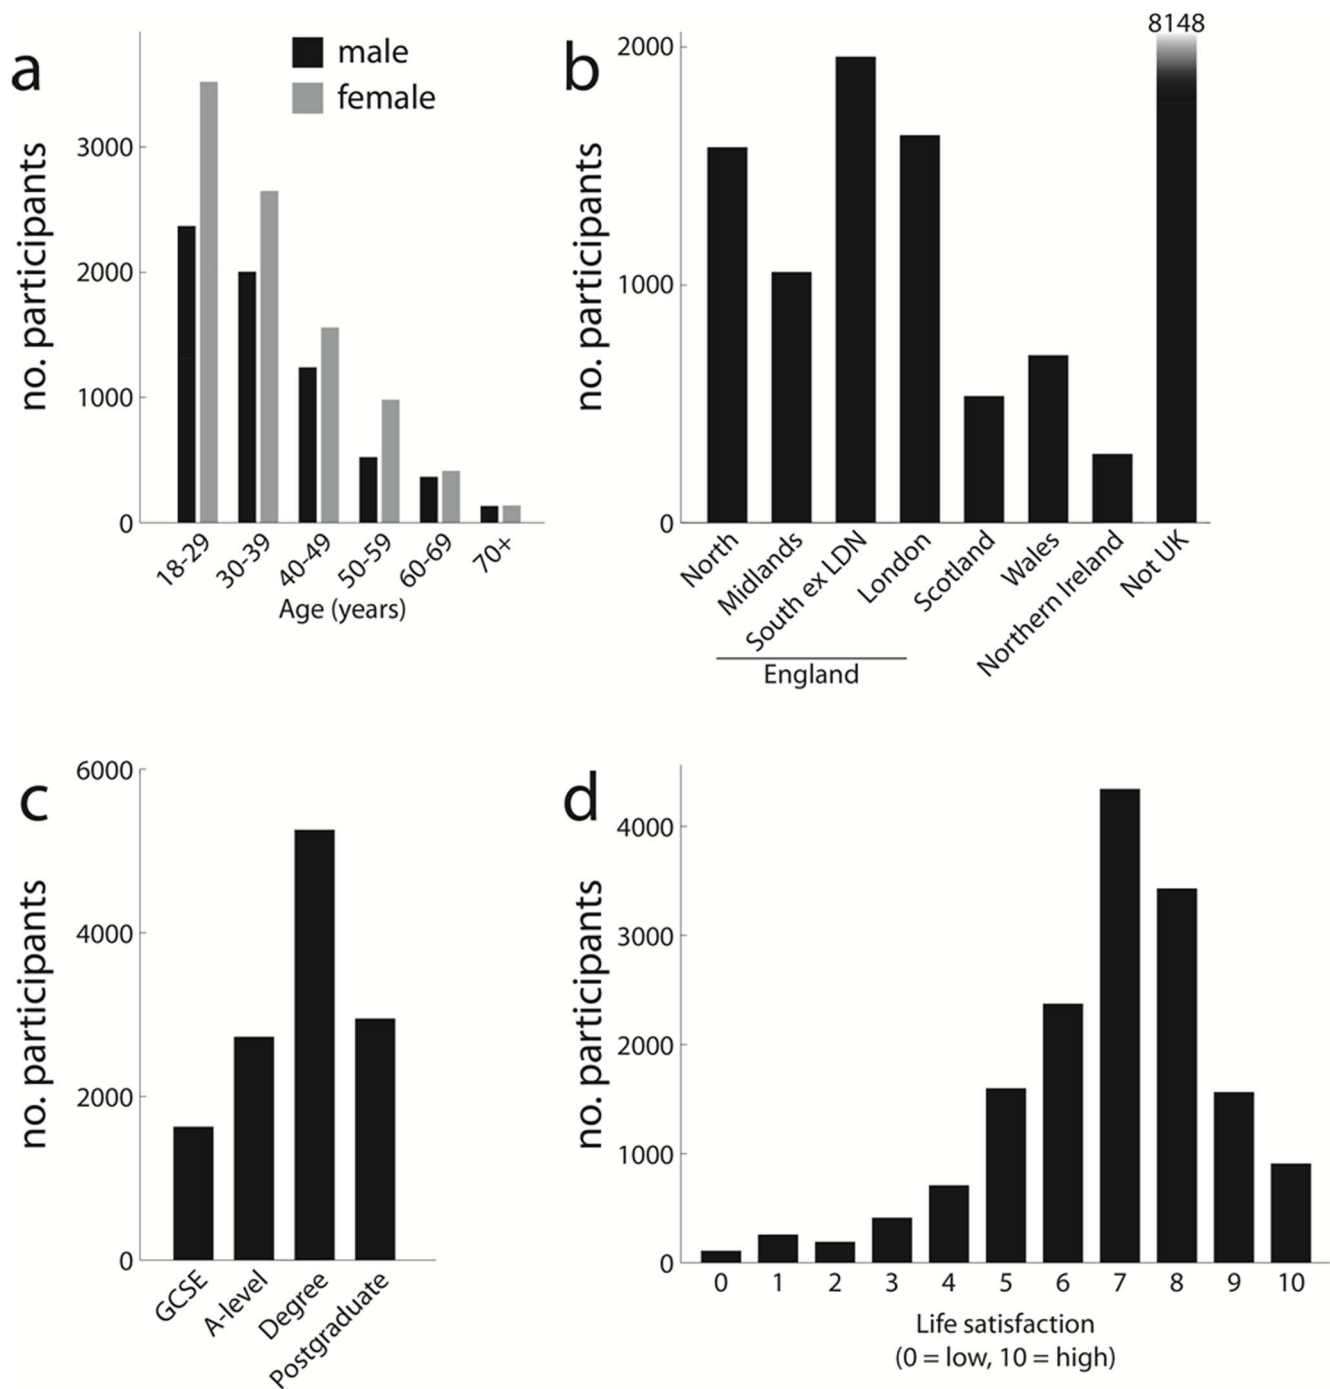 a
male
female
no. participants
3000
2000
1000
0
18-29
30-39
40-49
50-59
60-69
70+
Age (years)
b
8148
no. participants
2000
1000
0
North
Midlands
South ex LDN
London
Scotland
Wales
Northern Ireland
Not UK
England
c
no. participants
6000
4000
2000
0
GCSE
A-level
Degree
Postgraduate
d
no. participants
4000
3000
2000
1000
0
0 1 2 3 4 5 6 7 8 9 10
Life satisfaction
(0 = low, 10 = high)